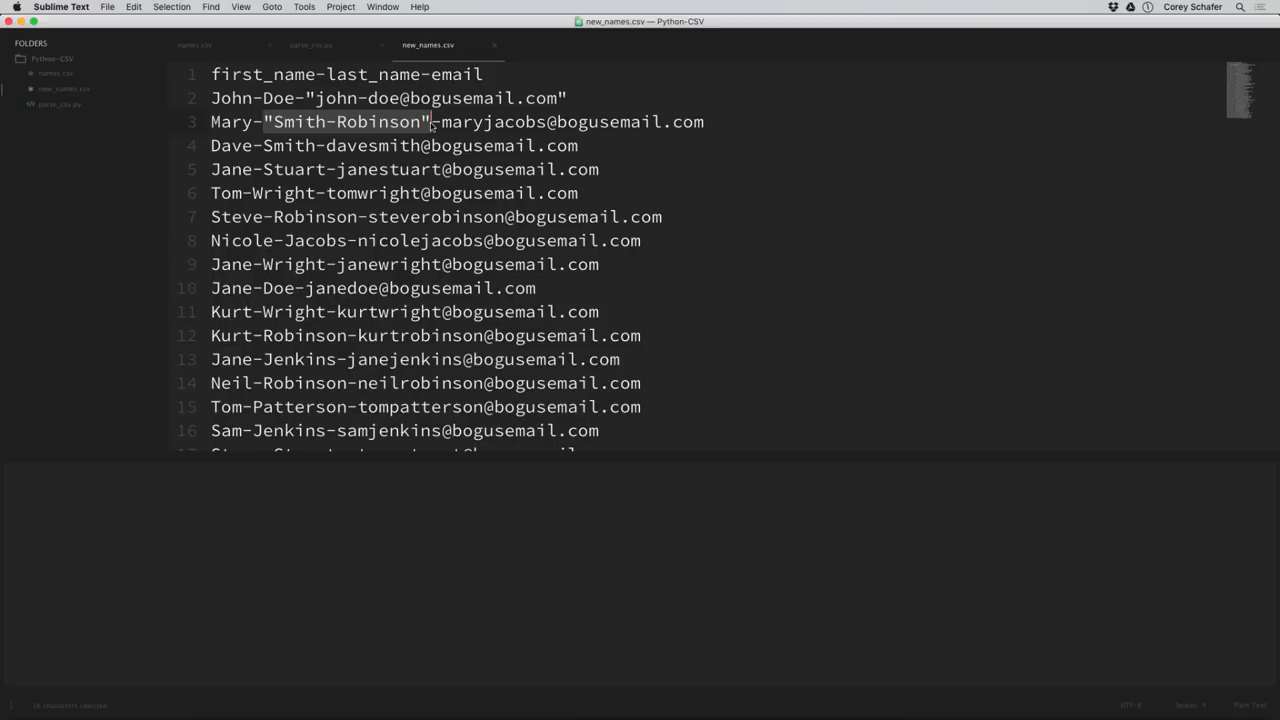 Sublime Text File Edit Selection Find View Goto Tools Project Window Help Corey Schafer
new_names.csv — Python-CSV
FOLDERS
Python-CSV
names.csv
new_names.csv
parse_csv.py
names.csv parse_csv.py new_names.csv
1 first_name-last_name-email
2 John-Doe-"john-doe@bogusemail.com"
3 Mary-"Smith-Robinson"-maryjacobs@bogusemail.com
4 Dave-Smith-davesmith@bogusemail.com
5 Jane-Stuart-janestuart@bogusemail.com
6 Tom-Wright-tomwright@bogusemail.com
7 Steve-Robinson-steverobinson@bogusemail.com
8 Nicole-Jacobs-nicolejacobs@bogusemail.com
9 Jane-Wright-janewright@bogusemail.com
10 Jane-Doe-janedoe@bogusemail.com
11 Kurt-Wright-kurtwright@bogusemail.com
12 Kurt-Robinson-kurtrobinson@bogusemail.com
13 Jane-Jenkins-janejenkins@bogusemail.com
14 Neil-Robinson-neilrobinson@bogusemail.com
15 Tom-Patterson-tompatterson@bogusemail.com
16 Sam-Jenkins-samjenkins@bogusemail.com
characters selected UTF-8 Spaces: 4 Plain Text